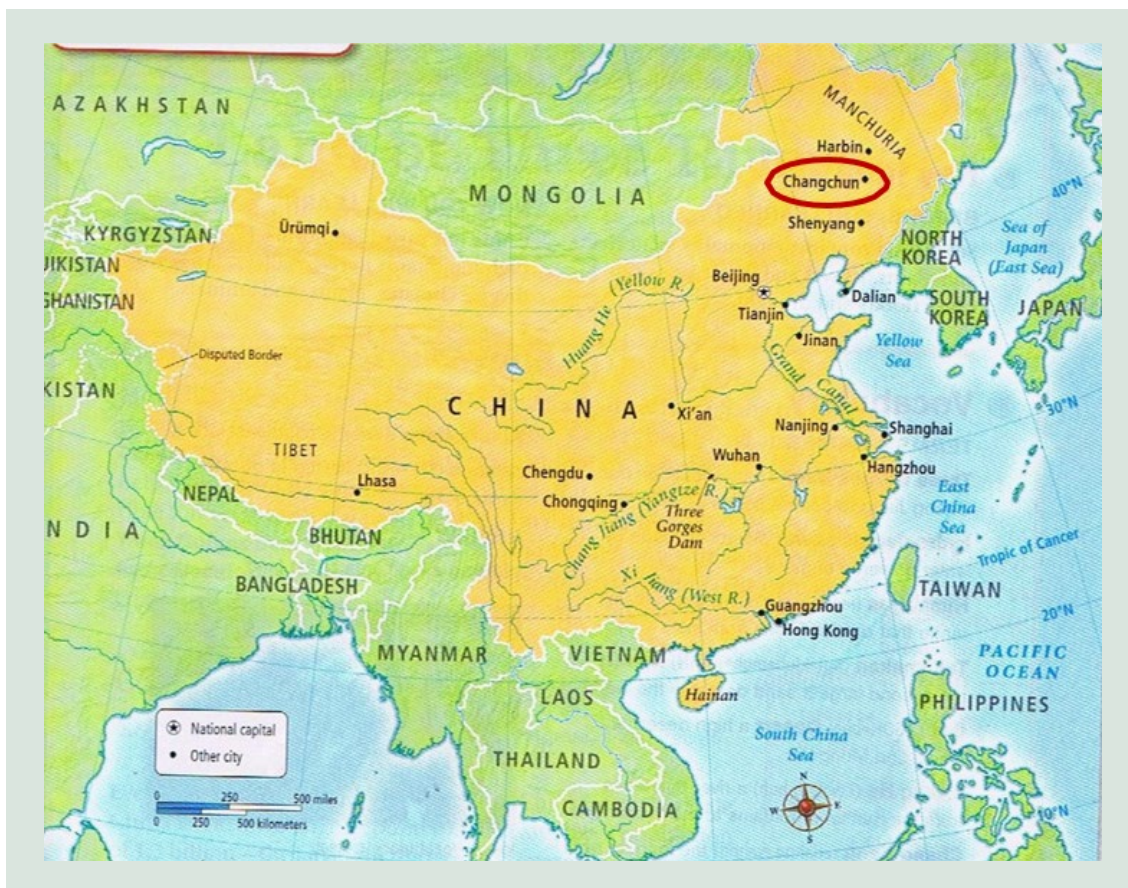 AZAKHSTAN
MONGOLIA
MANCHURIA
Harbin
Changchun
Shenyang
KYRGYZSTAN
Ürümqi
JIKISTAN
GHANISTAN
KISTAN
Disputed Border
Beijing
Tianjin
Dalian
Jinan
NORTH
KOREA
SOUTH
KOREA
JAPAN
Sea of
Japan
(East Sea)
40°N
Yellow
Sea
30°N
Huang He (Yellow R.)
Grand Canal
CHINA
Xi'an
Nanjing
Shanghai
Wuhan
Hangzhou
Chengdu
Chongqing
Chang Jiang (Yangtze R.)
Three
Gorges
Dam
East
China
Sea
TIBET
Lhasa
NEPAL
BHUTAN
NDIA
BANGLADESH
Xi Jiang (West R.)
Guangzhou
Hong Kong
Tropic of Cancer
TAIWAN
20°N
MYANMAR
VIETNAM
LAOS
Hainan
PACIFIC
OCEAN
PHILIPPINES
South China
Sea
THAILAND
CAMBODIA
National capital
Other city
0 250 500 miles
0 250 500 kilometers
N
W E
S
10°N